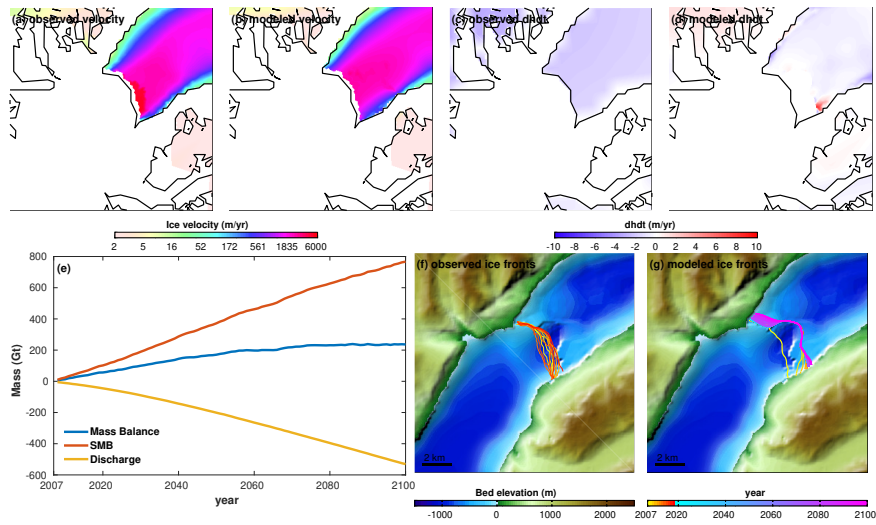 (a) observed velocity
(b) modeled velocity
(c) observed dhdt
(d) modeled dhdt
Ice velocity (m/yr)
2 5 16 52 172 561 1835 6000
dhdt (m/yr)
-10 -8 -6 -4 -2 0 2 4 6 8 10
(e)
Mass (Gt)
800
600
400
200
0
-200
-400
-600
Mass Balance
SMB
Discharge
2007 2020 2040 2060 2080 2100
year
(f) observed ice fronts
2 km
(g) modeled ice fronts
2 km
Bed elevation (m)
-1000 0 1000 2000
year
2007 2020 2040 2060 2080 2100